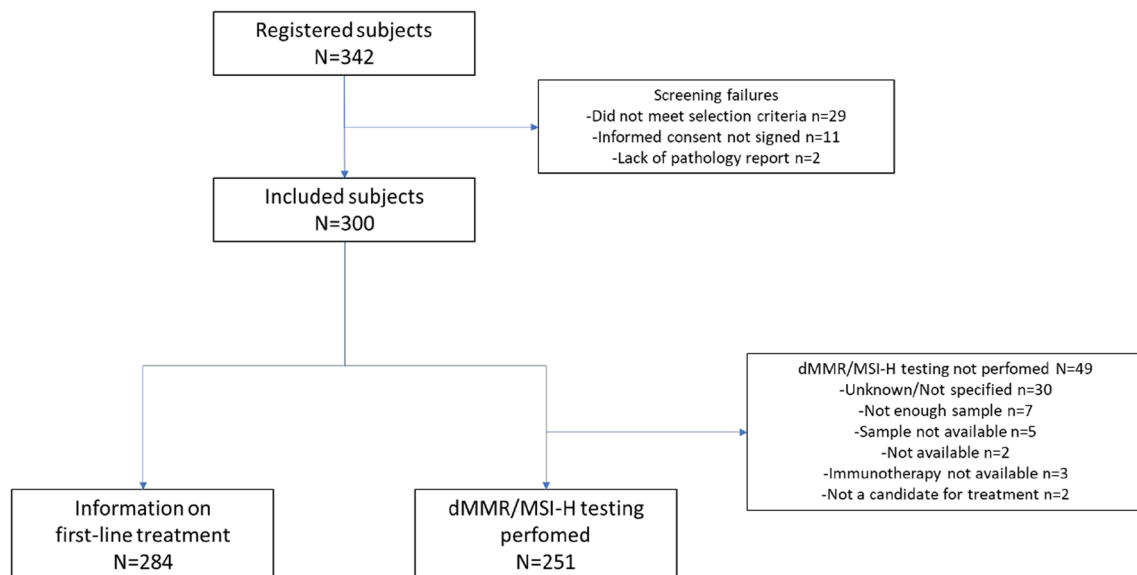 Registered subjects
N=342
Screening failures
-Did not meet selection criteria n=29
-Informed consent not signed n=11
-Lack of pathology report n=2
Included subjects
N=300
dMMR/MSI-H testing not perfomed N=49
-Unknown/Not specified n=30
-Not enough sample n=7
-Sample not available n=5
-Not available n=2
-Immunotherapy not available n=3
-Not a candidate for treatment n=2
Information on
first-line treatment
N=284
dMMR/MSI-H testing
perfomed
N=251